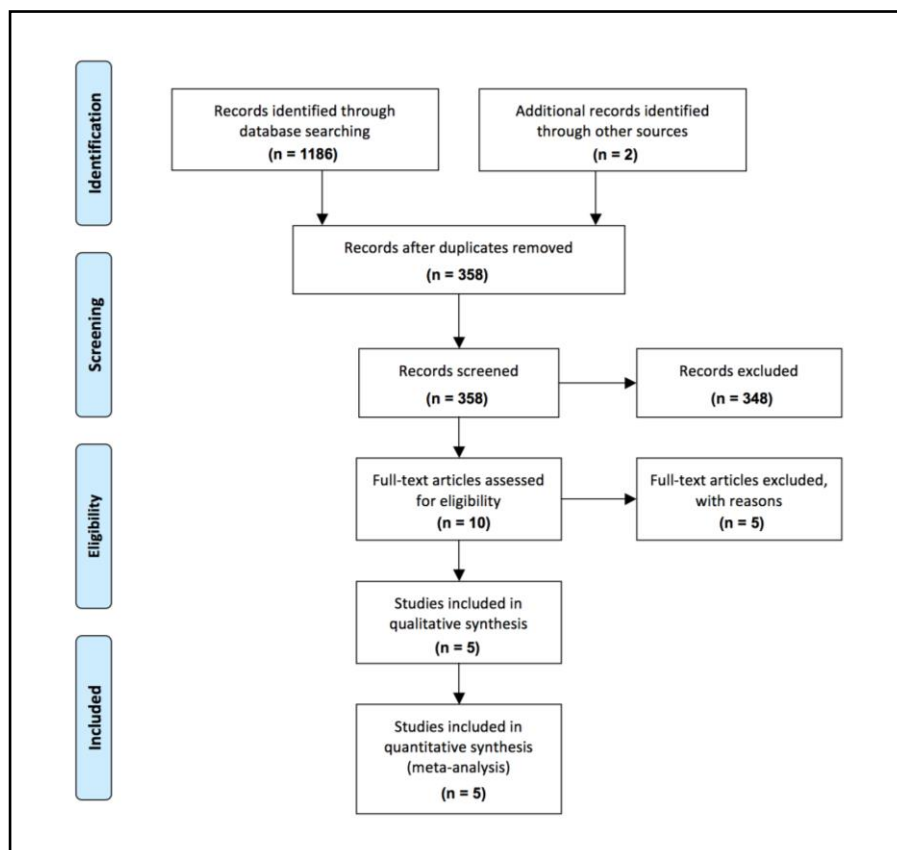 Identification
Records identified through
database searching
(n = 1186)
Additional records identified
through other sources
(n = 2)
Records after duplicates removed
(n = 358)
Screening
Records screened
(n = 358)
Records excluded
(n = 348)
Eligibility
Full-text articles assessed
for eligibility
(n = 10)
Full-text articles excluded,
with reasons
(n = 5)
Studies included in
qualitative synthesis
(n = 5)
Included
Studies included in
quantitative synthesis
(meta-analysis)
(n = 5)